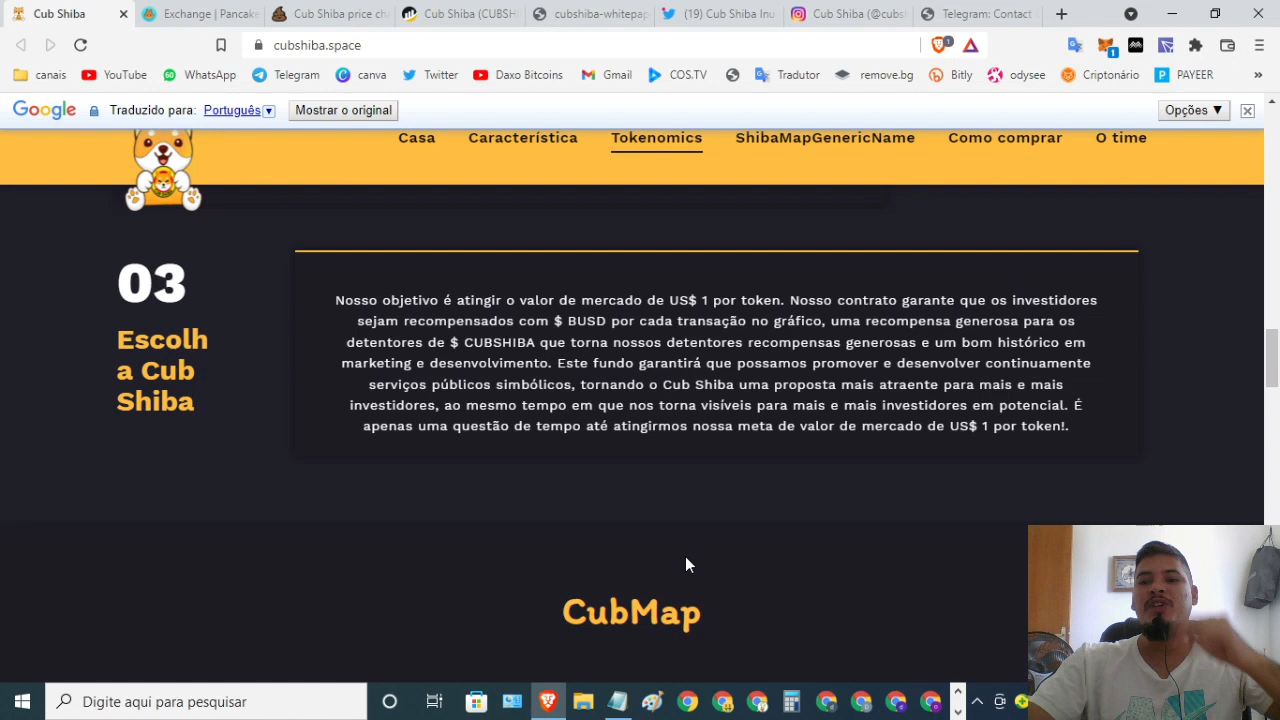 Cub Shiba
Exchange | Pancake
Cub Shiba price cha
Cub Shiba (CUBSH
cubshiba-whitepap
(19) Cub Shiba Inu
Cub Shiba (@cubsh
Telegram: Contact
cubshiba.space
1
1
canais
YouTube
WhatsApp
Telegram
canva
Twitter
Daxo Bitcoins
Gmail
COS.TV
Tradutor
remove.bg
Bitly
odysee
Criptonário
PAYEER
»
Google Traduzido para: Português Mostrar o original Opções ▼
Casa
Característica
Tokenomics
ShibaMapGenericName
Como comprar
O time
03
Escolh
a Cub
Shiba
Nosso objetivo é atingir o valor de mercado de US$ 1 por token. Nosso contrato garante que os investidores
sejam recompensados com $ BUSD por cada transação no gráfico, uma recompensa generosa para os
detentores de $ CUBSHIBA que torna nossos detentores recompensas generosas e um bom histórico em
marketing e desenvolvimento. Este fundo garantirá que possamos promover e desenvolver continuamente
serviços públicos simbólicos, tornando o Cub Shiba uma proposta mais atraente para mais e mais
investidores, ao mesmo tempo em que nos torna visíveis para mais e mais investidores em potencial. É
apenas uma questão de tempo até atingirmos nossa meta de valor de mercado de US$ 1 por token!.
CubMap
Digite aqui para pesquisar